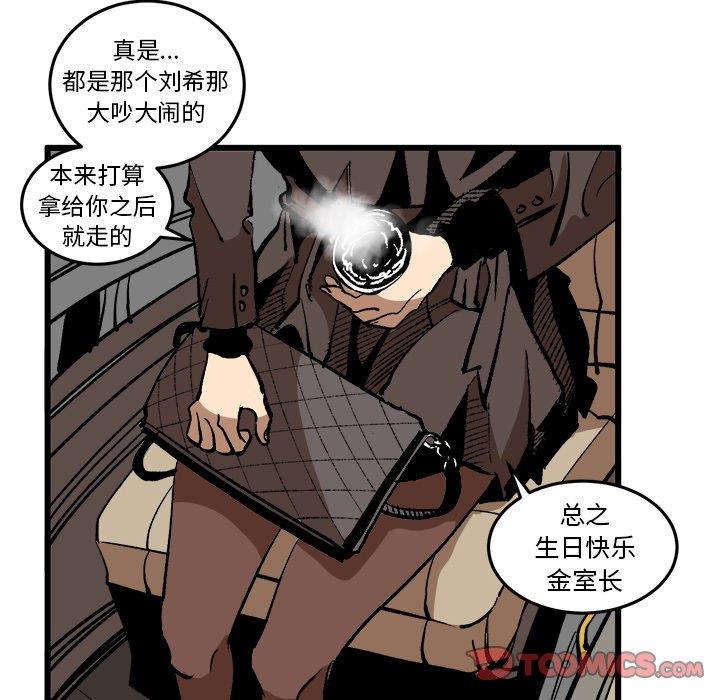 真是...
都是那个刘希那
大吵大闹的
本来打算
拿给你之后
就走的
总之
生日快乐
金室长
TOOMICS.com